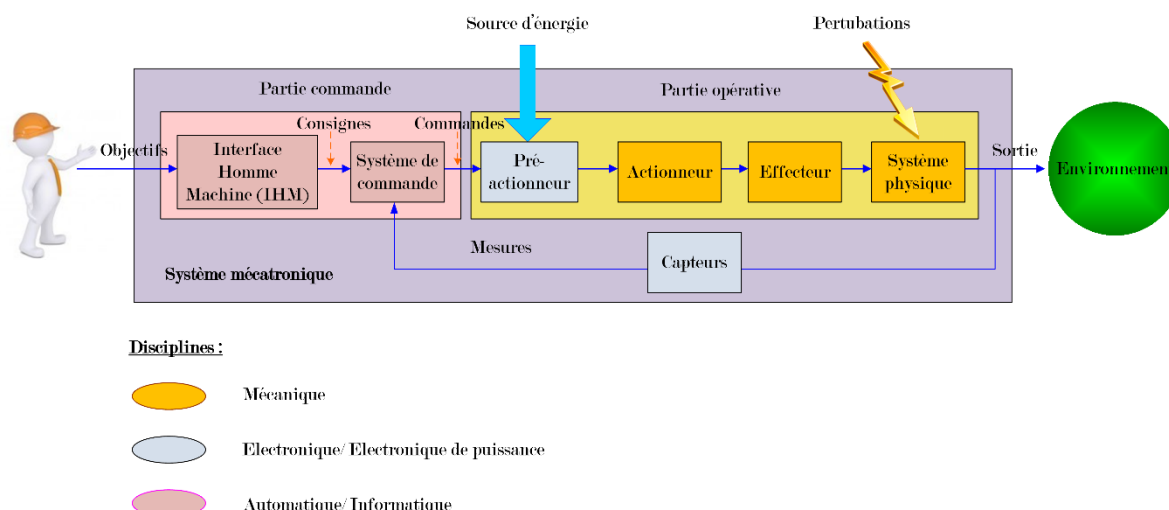 Source d'énergie
Pertubations
Partie commande
Partie opérative
Consignes
Commandes
Objectifs
Interface
Homme
Machine (IHM)
Système de
commande
Pré-
actionneur
Actionneur
Effecteur
Système
physique
Sortie
Environnement
Mesures
Capteurs
Système mécatronique
Disciplines :
Mécanique
Electronique/ Electronique de puissance
Automatique/ Informatique